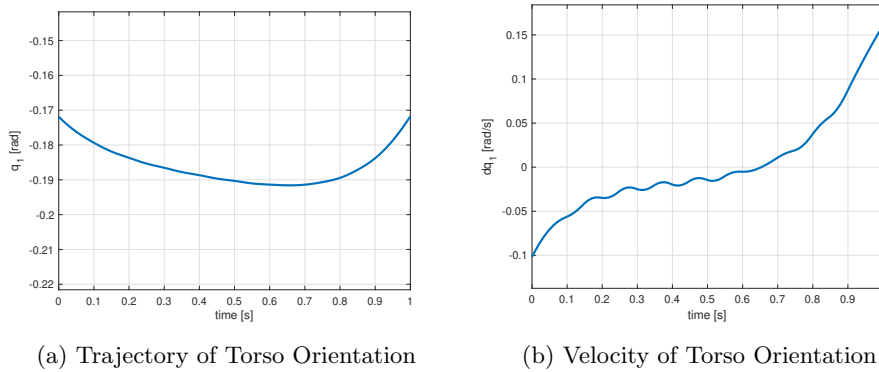 -0.15
-0.16
-0.17
-0.18
-0.19
-0.2
-0.21
-0.22
q1 [rad]
0 0.1 0.2 0.3 0.4 0.5 0.6 0.7 0.8 0.9 1
time [s]
(a) Trajectory of Torso Orientation
0.15
0.1
0.05
0
-0.05
-0.1
dq1 [rad/s]
0 0.1 0.2 0.3 0.4 0.5 0.6 0.7 0.8 0.9
time [s]
(b) Velocity of Torso Orientation